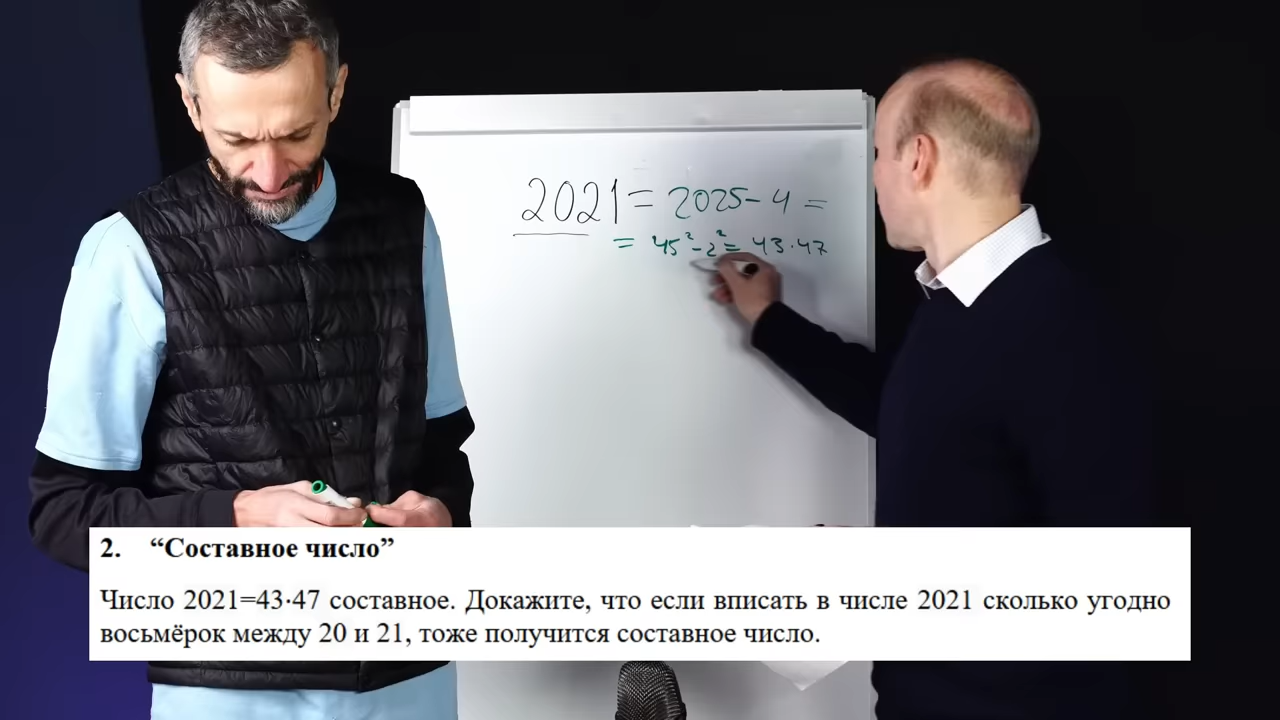 2021 = 2025 - 4 =
= 45² - 2² = 43·47
2. “Составное число”
Число 2021=43·47 составное. Докажите, что если вписать в числе 2021 сколько угодно
восьмёрок между 20 и 21, тоже получится составное число.